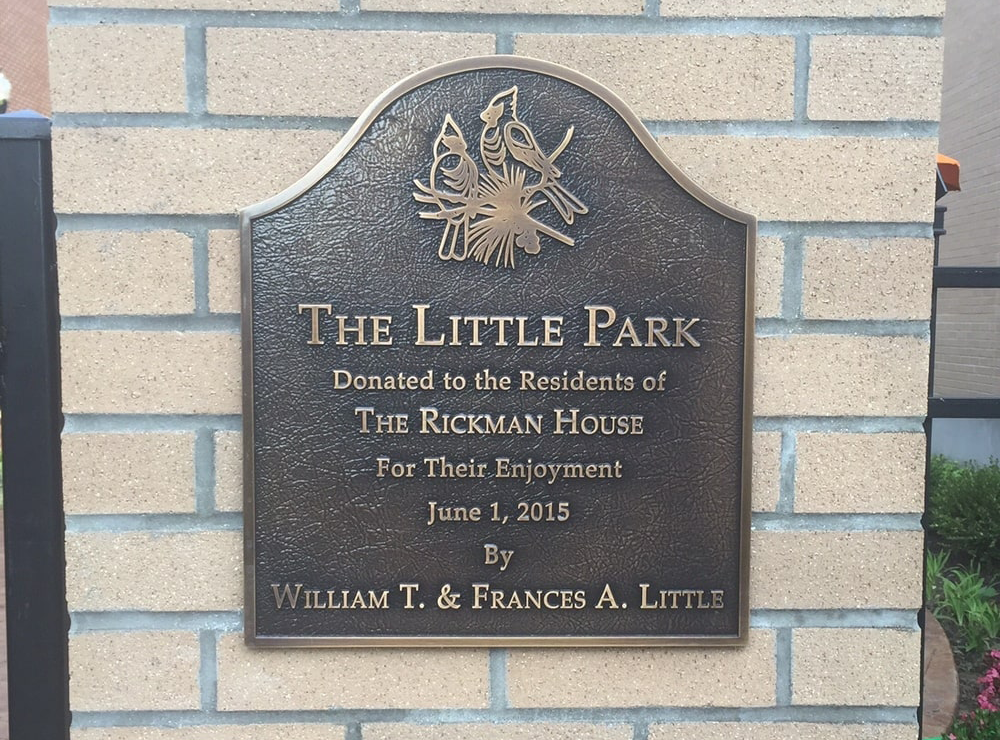 The Little Park
Donated to the Residents of
The Rickman House
For Their Enjoyment
June 1, 2015
By
William T. & Frances A. Little